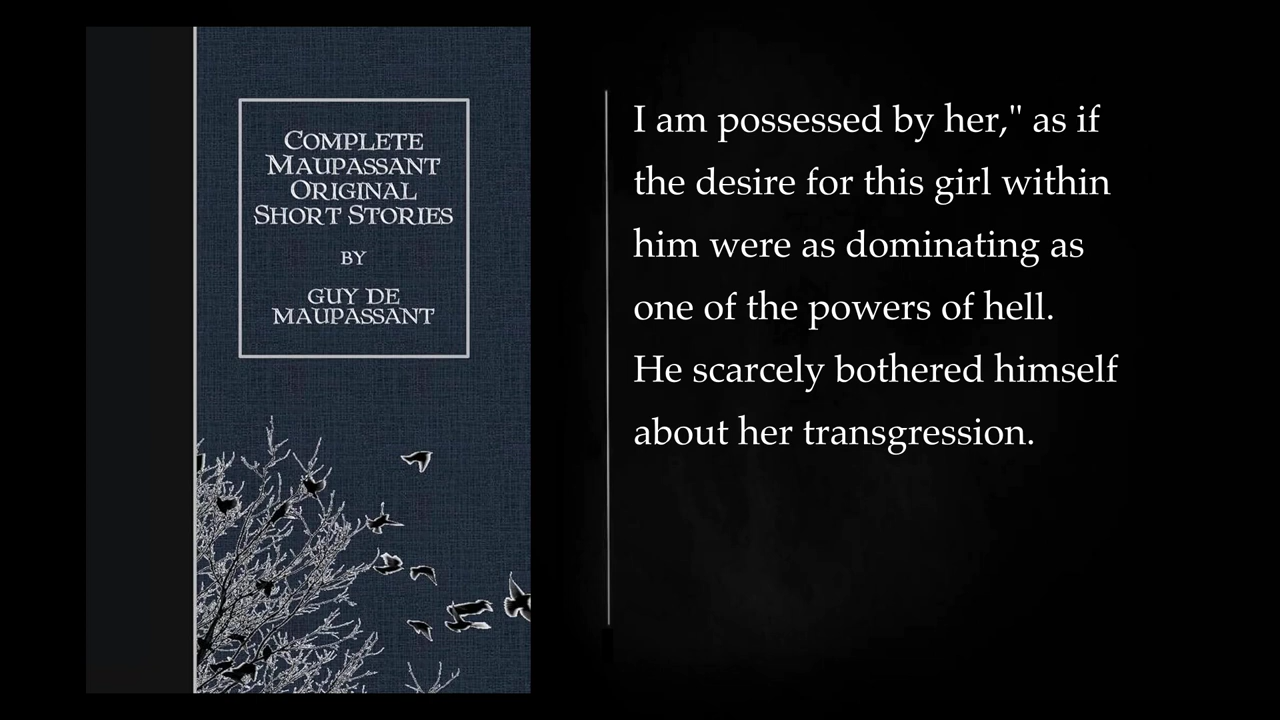 COMPLETE
MAUPASSANT
ORIGINAL
SHORT STORIES
BY
GUY DE
MAUPASSANT
I am possessed by her," as if
the desire for this girl within
him were as dominating as
one of the powers of hell.
He scarcely bothered himself
about her transgression.